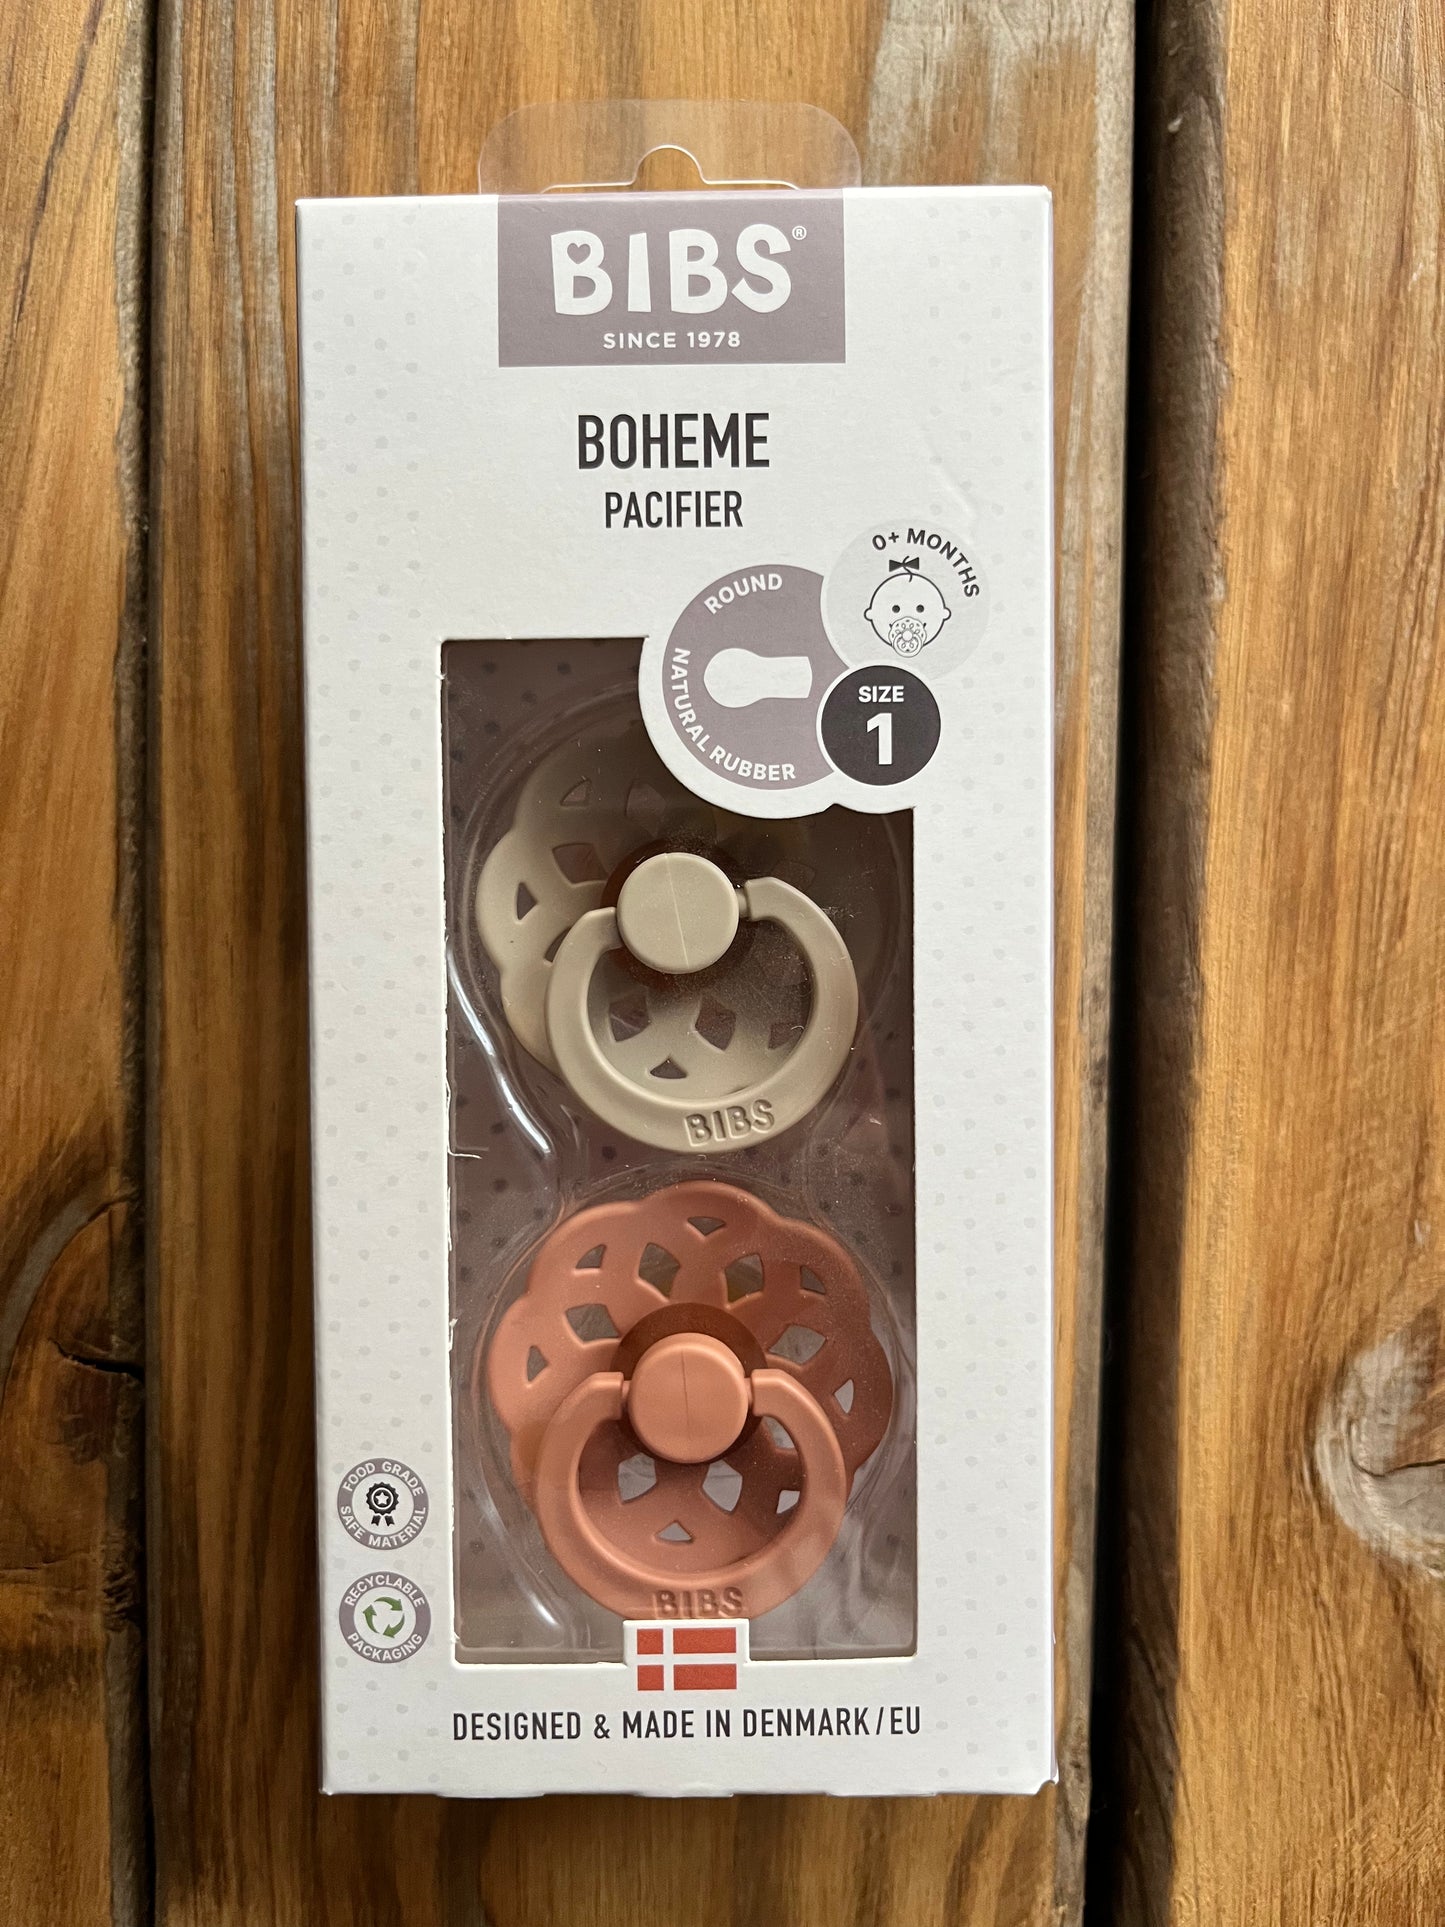 BIBS®
SINCE 1978
BOHEME
PACIFIER
0+ MONTHS
ROUND
NATURAL RUBBER
SIZE
1
BIBS
BIBS
FOOD GRADE
SAFE MATERIAL
RECYCLABLE
PACKAGING
DESIGNED & MADE IN DENMARK/EU